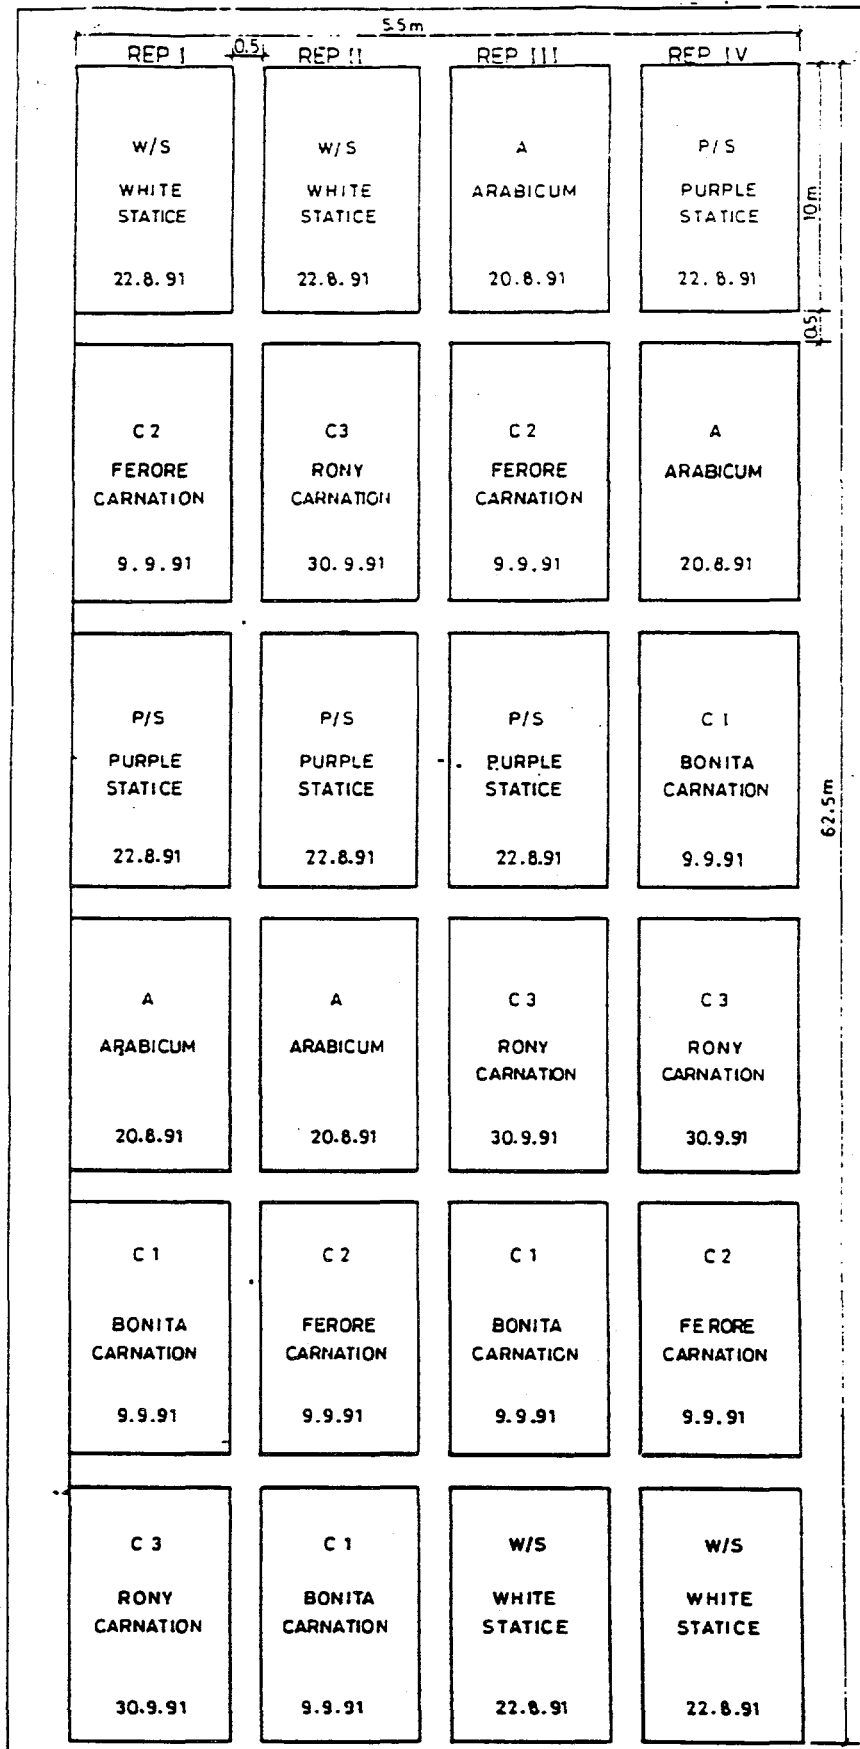 5.5m
REP I
0.5
REP II
REP III
REP IV
W/S
WHITE
STATICE
22.8.91
W/S
WHITE
STATICE
22.8.91
A
ARABICUM
20.8.91
P/S
PURPLE
STATICE
22.8.91
10m
0.5
C2
FERORE
CARNATION
9.9.91
C3
RONY
CARNATION
30.9.91
C2
FERORE
CARNATION
9.9.91
A
ARABICUM
20.8.91
P/S
PURPLE
STATICE
22.8.91
P/S
PURPLE
STATICE
22.8.91
P/S
PURPLE
STATICE
22.8.91
C1
BONITA
CARNATION
9.9.91
62.5m
A
ARABICUM
20.8.91
A
ARABICUM
20.8.91
C3
RONY
CARNATION
30.9.91
C3
RONY
CARNATION
30.9.91
C1
BONITA
CARNATION
9.9.91
C2
FERORE
CARNATION
9.9.91
C1
BONITA
CARNATION
9.9.91
C2
FERORE
CARNATION
9.9.91
C3
RONY
CARNATION
30.9.91
C1
BONITA
CARNATION
9.9.91
W/S
WHITE
STATICE
22.8.91
W/S
WHITE
STATICE
22.8.91